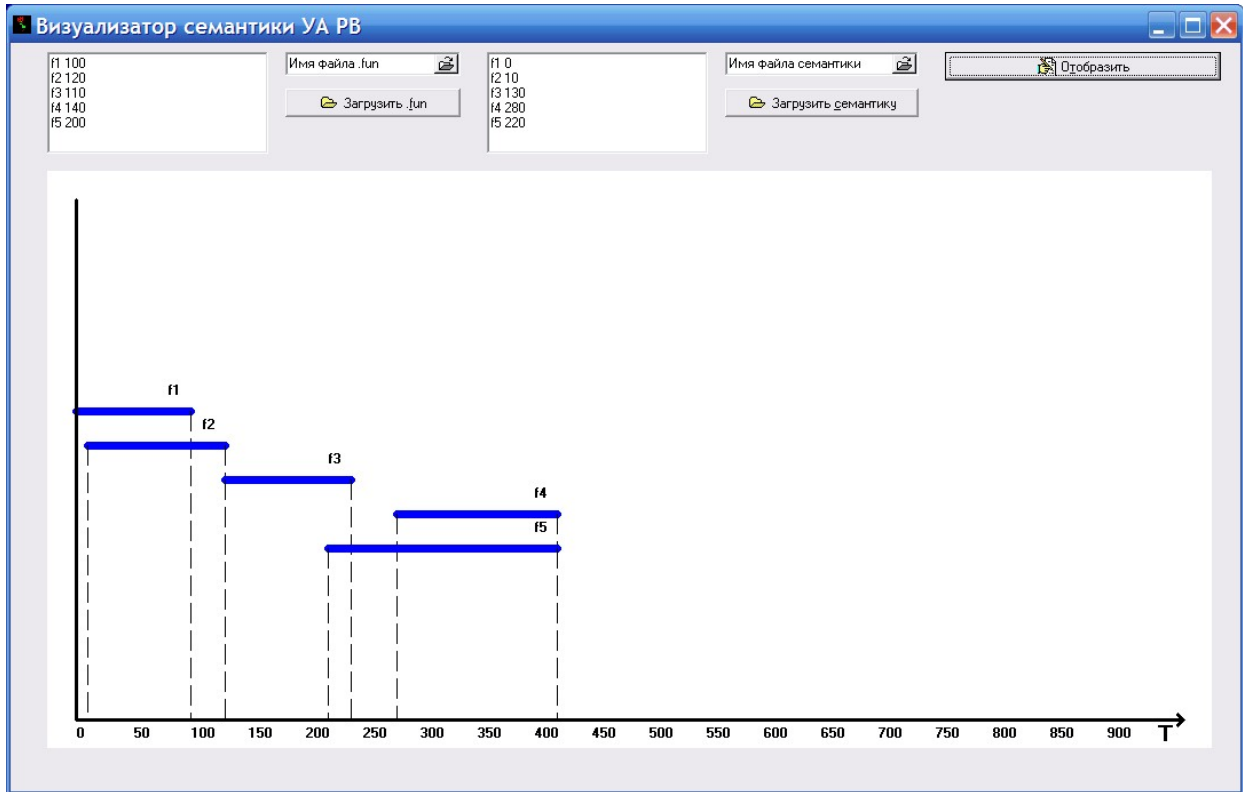 Визуализатор семантики УА РВ
f1 100
f2 120
f3 110
f4 140
f5 200
Имя файла .fun
Загрузить .fun
f1 0
f2 10
f3 130
f4 280
f5 220
Имя файла семантики
Загрузить семантику
Отобразить
f1
f2
f3
f4
f5
0 50 100 150 200 250 300 350 400 450 500 550 600 650 700 750 800 850 900 T